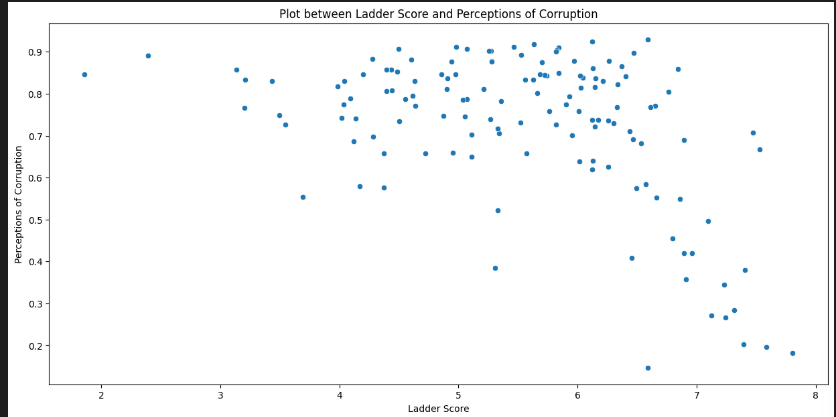 Plot between Ladder Score and Perceptions of Corruption
Perceptions of Corruption
0.9
0.8
0.7
0.6
0.5
0.4
0.3
0.2
2 3 4 5 6 7 8
Ladder Score